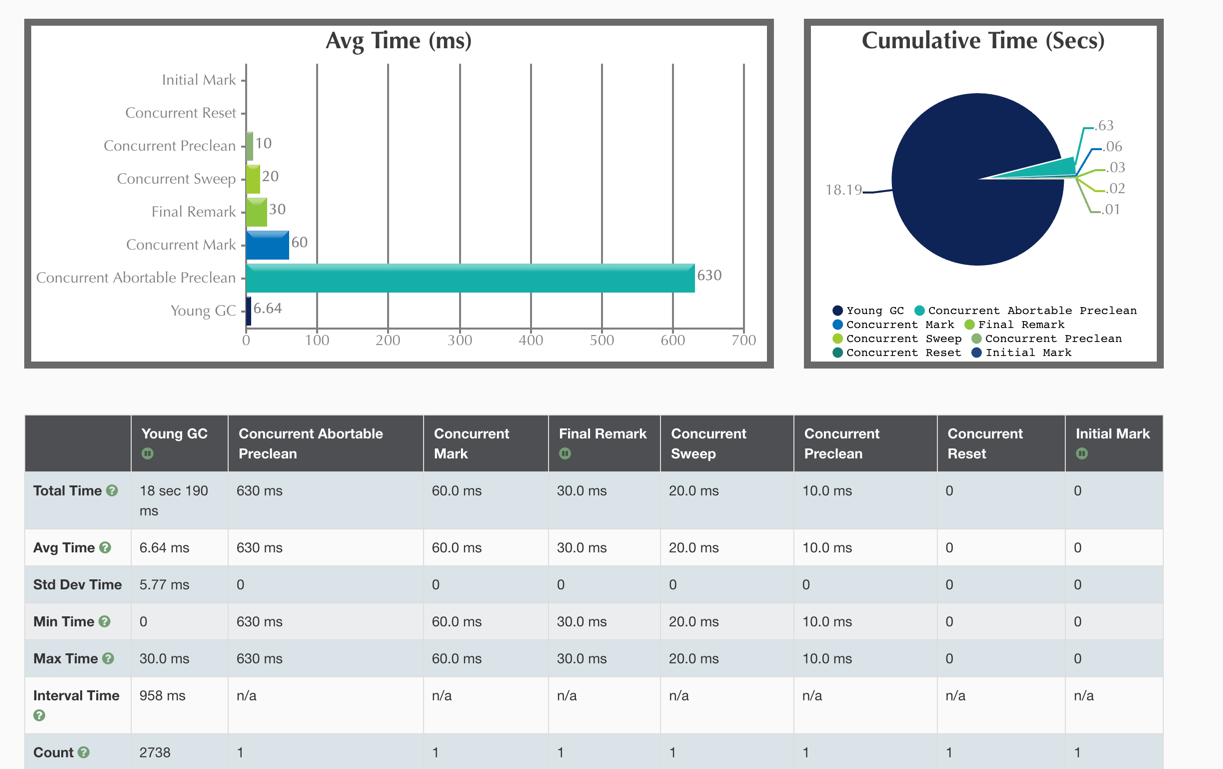 Avg Time (ms)
Initial Mark
Concurrent Reset
Concurrent Preclean 10
Concurrent Sweep 20
Final Remark 30
Concurrent Mark 60
Concurrent Abortable Preclean 630
Young GC 6.64
0 100 200 300 400 500 600 700
Cumulative Time (Secs)
.63
.06
.03
18.19 .02
.01
Young GC Concurrent Abortable Preclean
Concurrent Mark Final Remark
Concurrent Sweep Concurrent Preclean
Concurrent Reset Initial Mark
Young GC Concurrent Abortable Preclean Concurrent Mark Final Remark Concurrent Sweep Concurrent Preclean Concurrent Reset Initial Mark
Total Time ? 18 sec 190 ms 630 ms 60.0 ms 30.0 ms 20.0 ms 10.0 ms 0 0
Avg Time ? 6.64 ms 630 ms 60.0 ms 30.0 ms 20.0 ms 10.0 ms 0 0
Std Dev Time 5.77 ms 0 0 0 0 0 0 0
Min Time ? 0 630 ms 60.0 ms 30.0 ms 20.0 ms 10.0 ms 0 0
Max Time ? 30.0 ms 630 ms 60.0 ms 30.0 ms 20.0 ms 10.0 ms 0 0
Interval Time ? 958 ms n/a n/a n/a n/a n/a n/a n/a
Count ? 2738 1 1 1 1 1 1 1